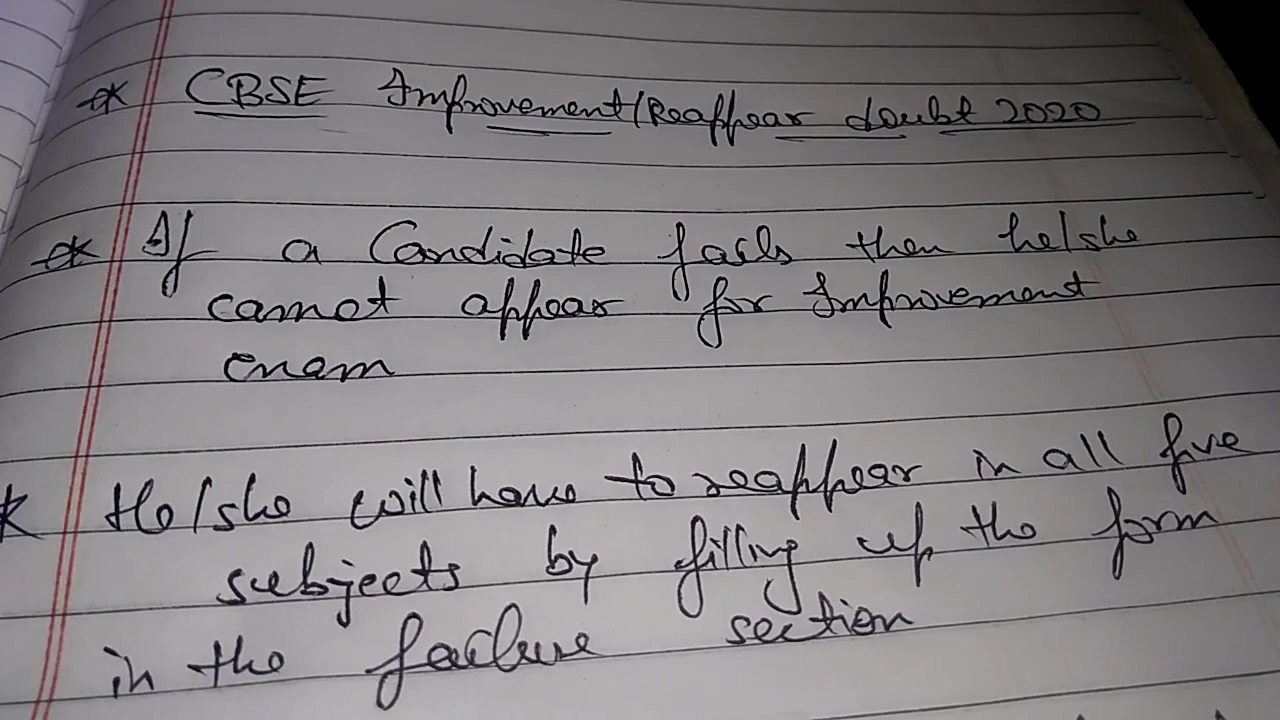 * CBSE Improvement/Reappear doubt 2020
* If a Candidate fails then he/she
cannot appear for Improvement
exam
* He/she will have to reappear in all five
subjects by filling up the form
in the failure section